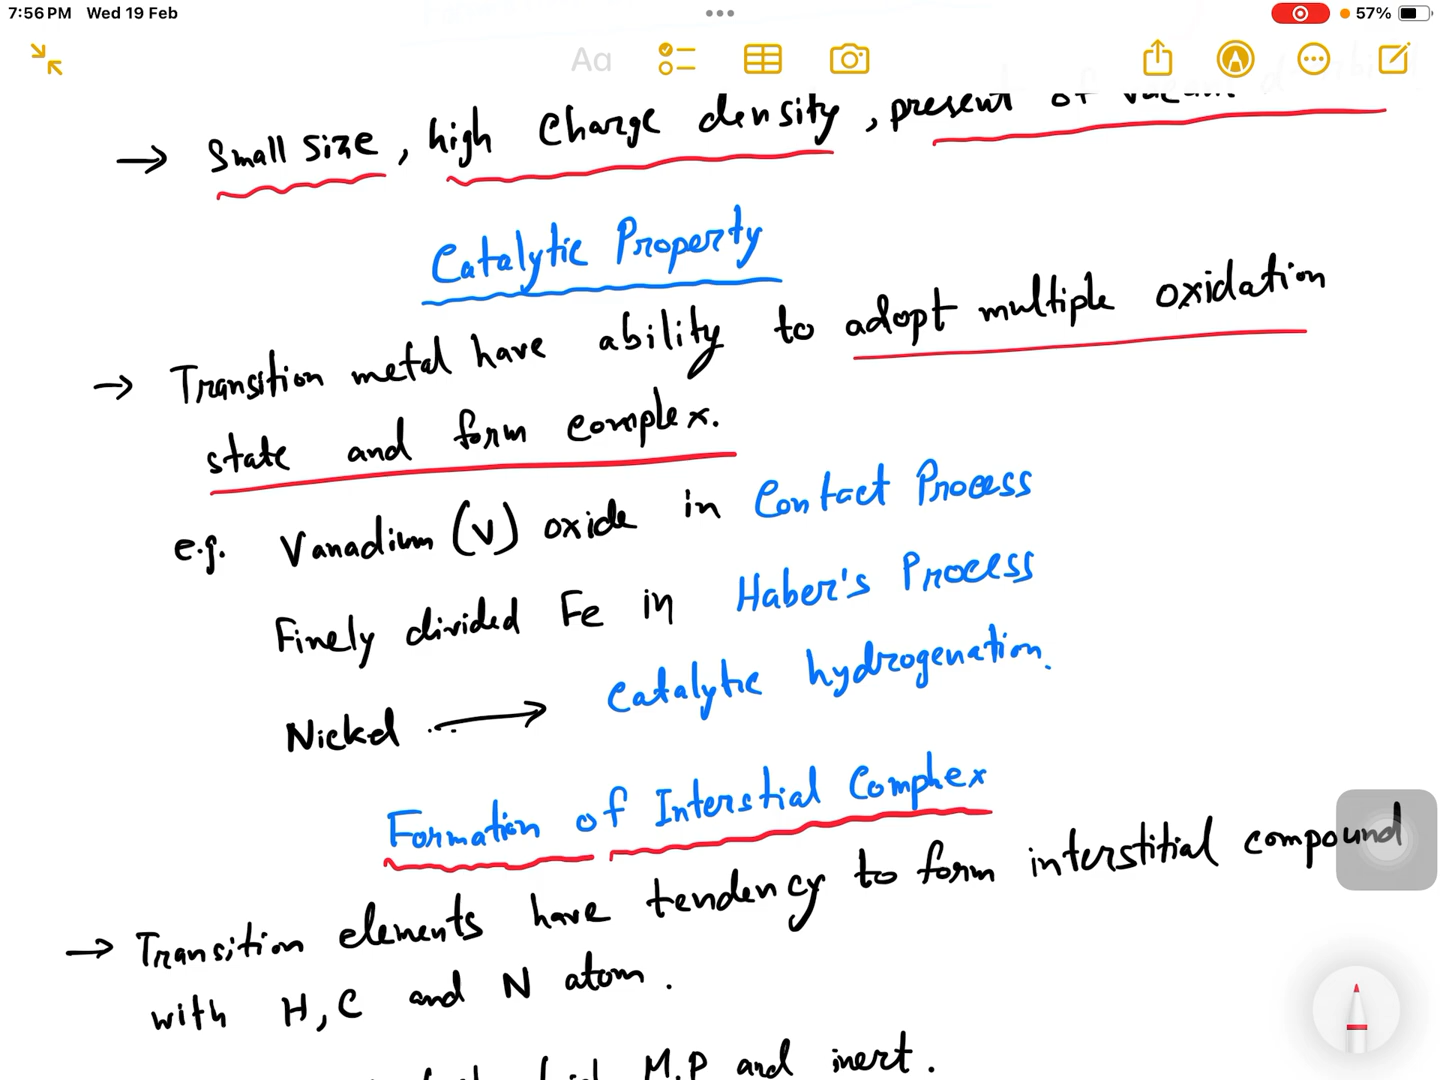 7:56 PM Wed 19 Feb
57%
Aa
→ Small size, high charge density, present of
Catalytic Property
→ Transition metal have ability to adopt multiple oxidation
state and form complex.
e.g. Vanadium (V) oxide in Contact Process
Finely divided Fe in Haber's Process
Nickel → Catalytic hydrogenation.
Formation of Interstial Complex
→ Transition elements have tendency to form interstitial compound
with H, C and N atom.
M.P and inert.